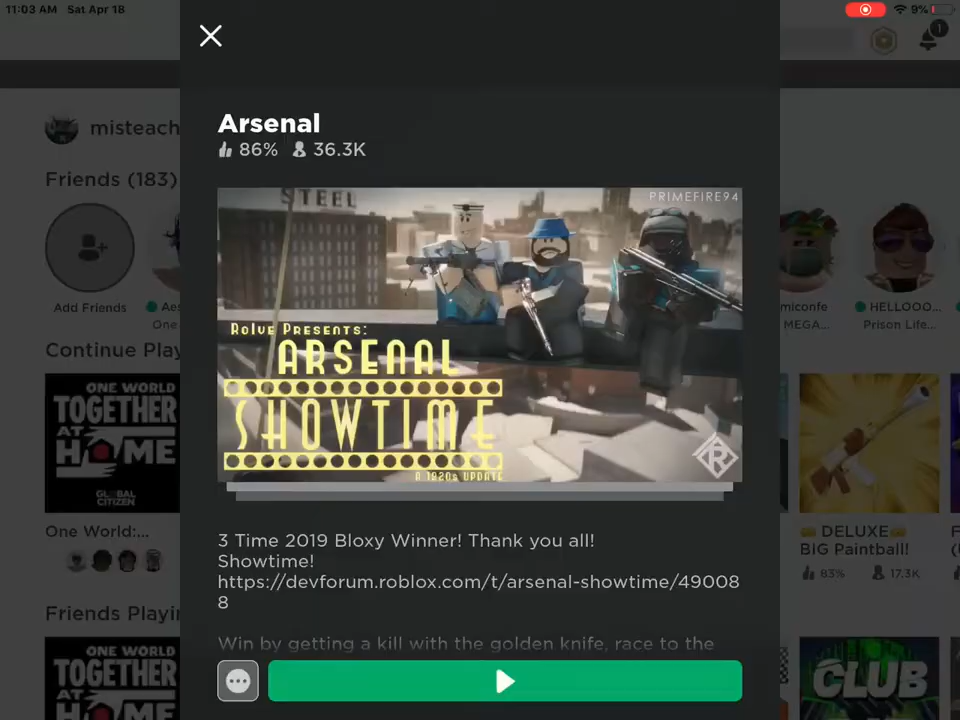 11:03 AM Sat Apr 18
9%
1
Arsenal
86% 36.3K
misteach
Friends (183)
STEEL
PRIMEFIRE94
Add Friends
One
miconfe
MEGA...
HELLOOO...
Prison Life...
Continue Play
ROLVE PRESENTS:
ARSENAL
SHOWTIME
A 1920s UPDATE
R
ONE WORLD
TOGETHER
AT
HOME
GLOBAL
CITIZEN
One World:...
DELUXE
BIG Paintball!
83% 17.3K
3 Time 2019 Bloxy Winner! Thank you all!
Showtime!
https://devforum.roblox.com/t/arsenal-showtime/49008
8
Win by getting a kill with the golden knife, race to the
Friends Playin
ONE WORLD
TOGETHER
AT
CLUB